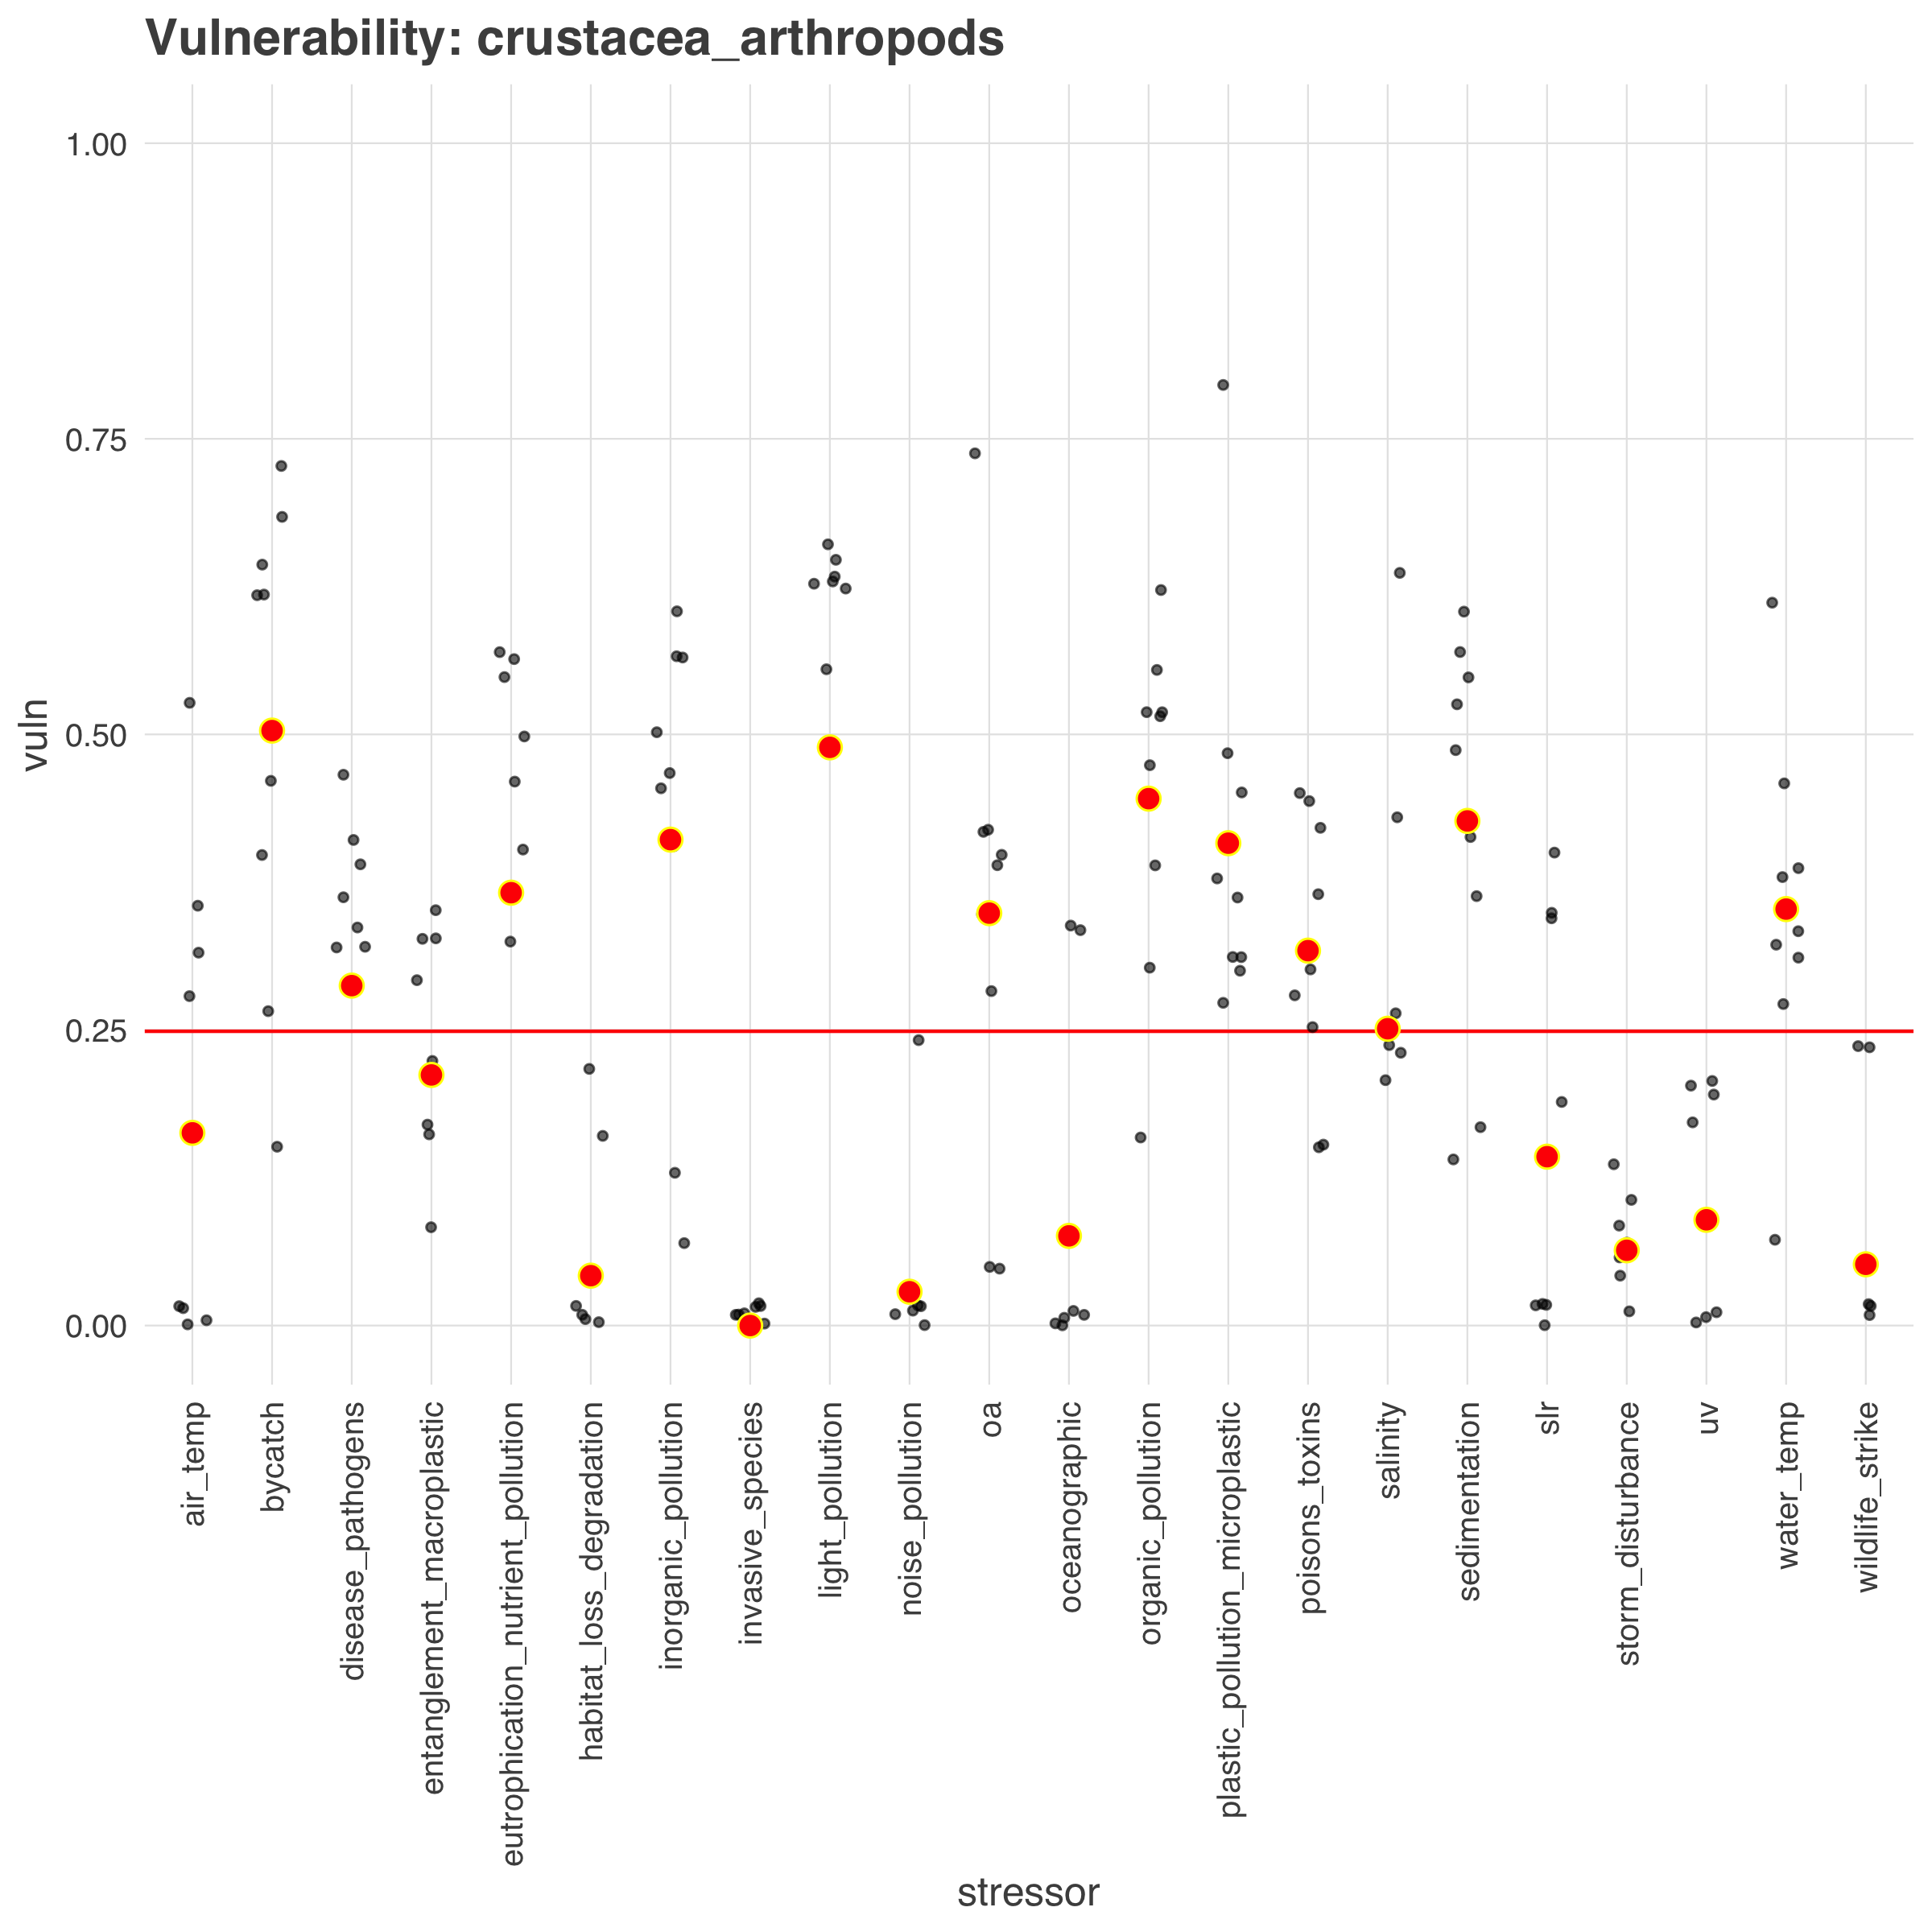 Vulnerability: crustacea_arthropods
1.00
0.75
0.50
0.25
0.00
vuln
air_temp
bycatch
disease_pathogens
entanglement_macroplastic
eutrophication_nutrient_pollution
habitat_loss_degradation
inorganic_pollution
invasive_species
light_pollution
noise_pollution
oa
oceanographic
organic_pollution
plastic_pollution_microplastic
poisons_toxins
salinity
sedimentation
slr
storm_disturbance
uv
water_temp
wildlife_strike
stressor